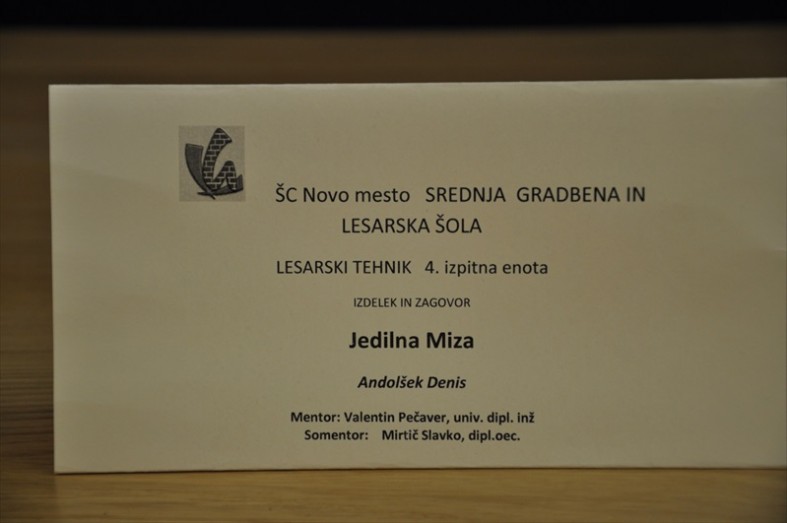 ŠC Novo mesto SREDNJA GRADBENA IN
LESARSKA ŠOLA
LESARSKI TEHNIK 4. izpitna enota
IZDELEK IN ZAGOVOR
Jedilna Miza
Andolšek Denis
Mentor: Valentin Pečaver, univ. dipl. inž
Somentor: Mirtič Slavko, dipl.oec.